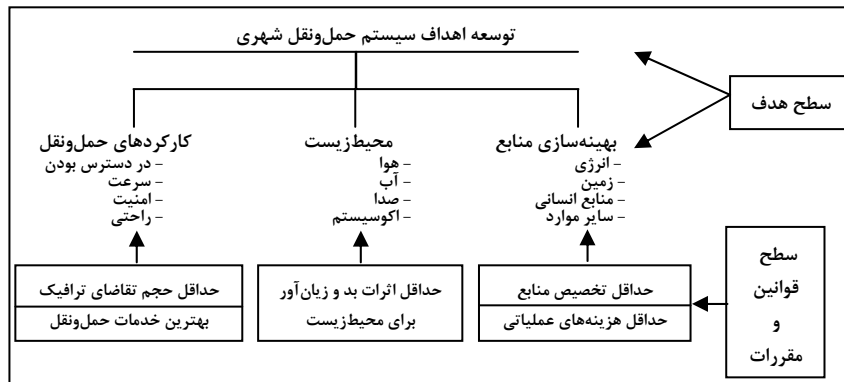 توسعه اهداف سیستم حمل‌ونقل شهری
سطح هدف
بهینه‌سازی منابع
- انرژی
- زمین
- منابع انسانی
- سایر موارد
محیط‌زیست
- هوا
- آب
- صدا
- اکوسیستم
کارکردهای حمل‌ونقل
- در دسترس بودن
- سرعت
- امنیت
- راحتی
سطح
قوانین
و
مقررات
حداقل تخصیص منابع
حداقل هزینه‌های عملیاتی
حداقل اثرات بد و زیان‌آور
برای محیط‌زیست
حداقل حجم تقاضای ترافیک
بهترین خدمات حمل‌ونقل